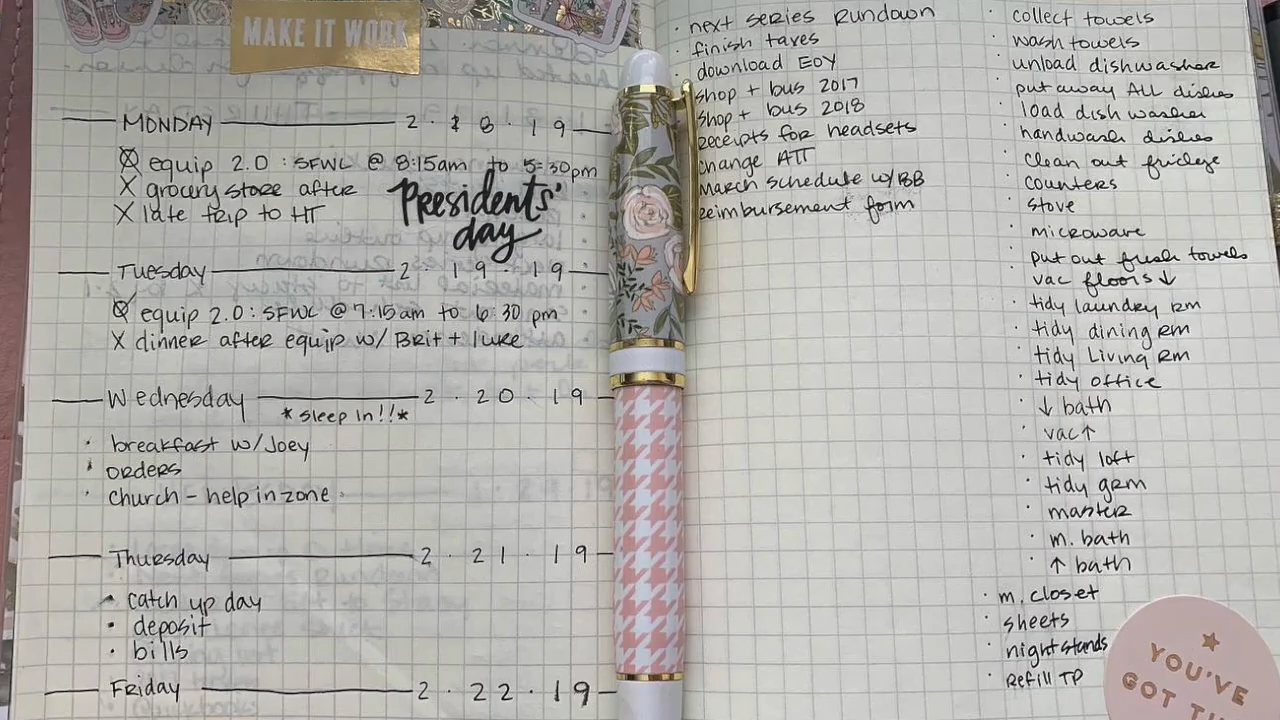 MAKE IT WORK
MONDAY 2 . 18 . 19
equip 2.0 : SFWL @ 8:15am to 5:30pm
X grocery store after
X late trip to HT
Presidents'
day
Tuesday 2 . 19 . 19
equip 2.0 : SFWL @ 7:15am to 6:30 pm
X dinner after equip w/ Brit + luke
Wednesday 2 . 20 . 19
* sleep in!! *
· breakfast w/ Joey
· orders
· church – help in zone
Thursday 2 . 21 . 19
catch up day
· deposit
· bills
Friday 2 . 22 . 19
· next series rundown
· finish taxes
· download EOY
shop + bus 2017
shop + bus 2018
receipts for headsets
change ATT
March schedule w/ BB
reimbursement form
· collect towels
· wash towels
· unload dishwasher
· put away ALL dishes
· load dishwasher
· handwash dishes
· clean out fridge
· counters
· stove
· microwave
· put out fresh towels
· vac floors ↓
· tidy laundry rm
· tidy dining rm
· tidy Living rm
· tidy office
· ↓ bath
· vac ↑
· tidy loft
· tidy grm
· master
· m. bath
· ↑ bath
· m. closet
· sheets
· nightstands
· Refill TP
YOU'VE
GOT